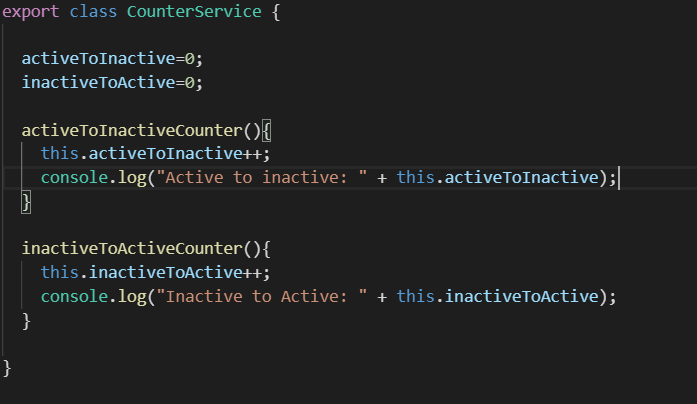 export class CounterService {
activeToInactive=0;
inactiveToActive=0;
activeToInactiveCounter(){
this.activeToInactive++;
console.log("Active to inactive: " + this.activeToInactive);
}
inactiveToActiveCounter(){
this.inactiveToActive++;
console.log("Inactive to Active: " + this.inactiveToActive);
}
}